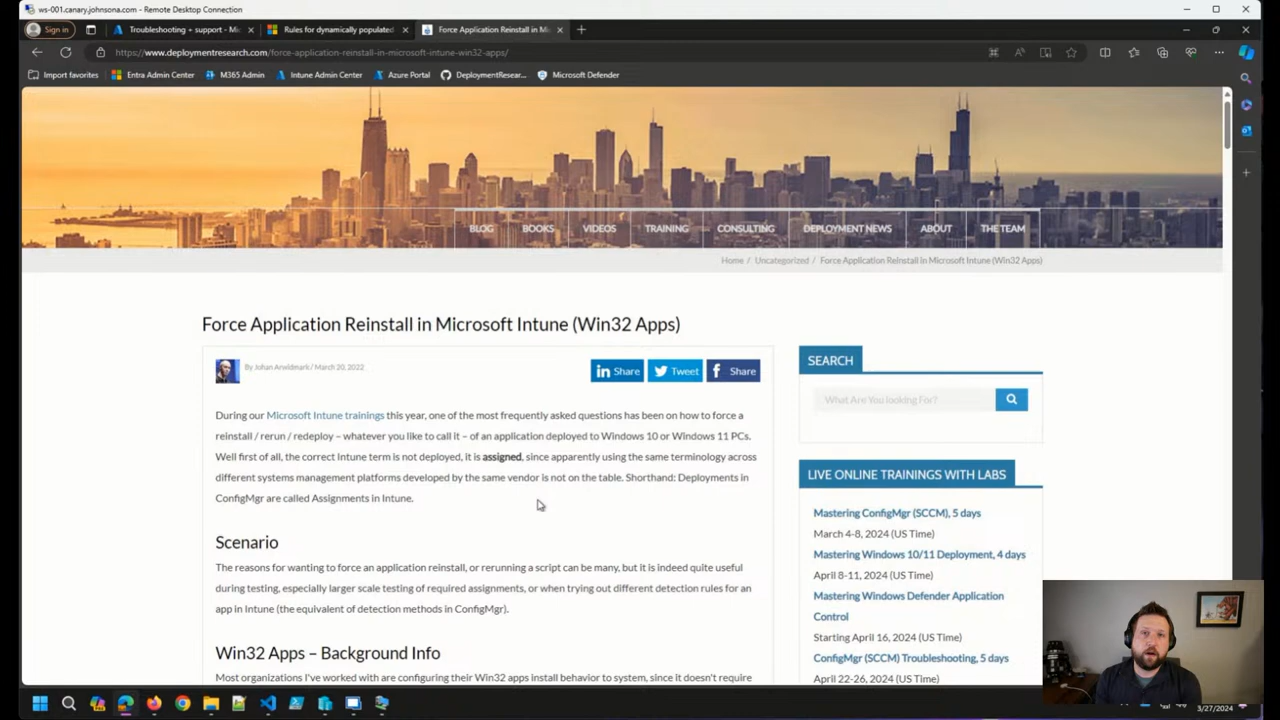 ws-001.canary.johnsona.com - Remote Desktop Connection
Sign in
Troubleshooting + support - Mi
Rules for dynamically populated
Force Application Reinstall in Mi
https://www.deploymentresearch.com/force-application-reinstall-in-microsoft-intune-win32-apps/
Import favorites
Entra Admin Center
M365 Admin
Intune Admin Center
Azure Portal
DeploymentResear...
Microsoft Defender
BLOG
BOOKS
VIDEOS
TRAINING
CONSULTING
DEPLOYMENT NEWS
ABOUT
THE TEAM
Home / Uncategorized / Force Application Reinstall in Microsoft Intune (Win32 Apps)
Force Application Reinstall in Microsoft Intune (Win32 Apps)
By Johan Arwidmark / March 20, 2022
in Share
Tweet
f Share
During our Microsoft Intune trainings this year, one of the most frequently asked questions has been on how to force a
reinstall / rerun / redeploy – whatever you like to call it – of an application deployed to Windows 10 or Windows 11 PCs.
Well first of all, the correct Intune term is not deployed, it is assigned, since apparently using the same terminology across
different systems management platforms developed by the same vendor is not on the table. Shorthand: Deployments in
ConfigMgr are called Assignments in Intune.
Scenario
The reasons for wanting to force an application reinstall, or rerunning a script can be many, but it is indeed quite useful
during testing, especially larger scale testing of required assignments, or when trying out different detection rules for an
app in Intune (the equivalent of detection methods in ConfigMgr).
Win32 Apps – Background Info
Most organizations I've worked with are configuring their Win32 apps install behavior to system, since it doesn't require
SEARCH
What Are You looking For?
LIVE ONLINE TRAININGS WITH LABS
Mastering ConfigMgr (SCCM), 5 days
March 4-8, 2024 (US Time)
Mastering Windows 10/11 Deployment, 4 days
April 8-11, 2024 (US Time)
Mastering Windows Defender Application
Control
Starting April 16, 2024 (US Time)
ConfigMgr (SCCM) Troubleshooting, 5 days
April 22-26, 2024 (US Time)
3/27/2024